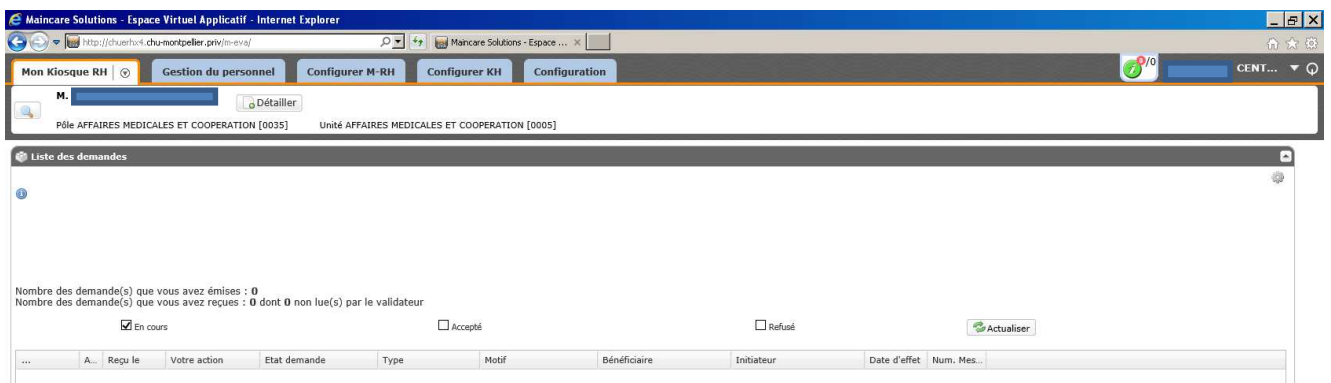 Maincare Solutions - Espace Virtuel Applicatif - Internet Explorer
http://chuerhx4.chu-montpellier.priv/m-eva/
Maincare Solutions - Espace ...
Mon Kiosque RH Gestion du personnel Configurer M-RH Configurer KH Configuration 0/0 CENT...
M. Détailler
Pôle AFFAIRES MEDICALES ET COOPERATION [0035] Unité AFFAIRES MEDICALES ET COOPERATION [0005]
Liste des demandes
Nombre des demande(s) que vous avez émises : 0
Nombre des demande(s) que vous avez reçues : 0 dont 0 non lue(s) par le validateur
En cours Accepté Refusé Actualiser
... A... Reçu le Votre action Etat demande Type Motif Bénéficiaire Initiateur Date d'effet Num. Mes...